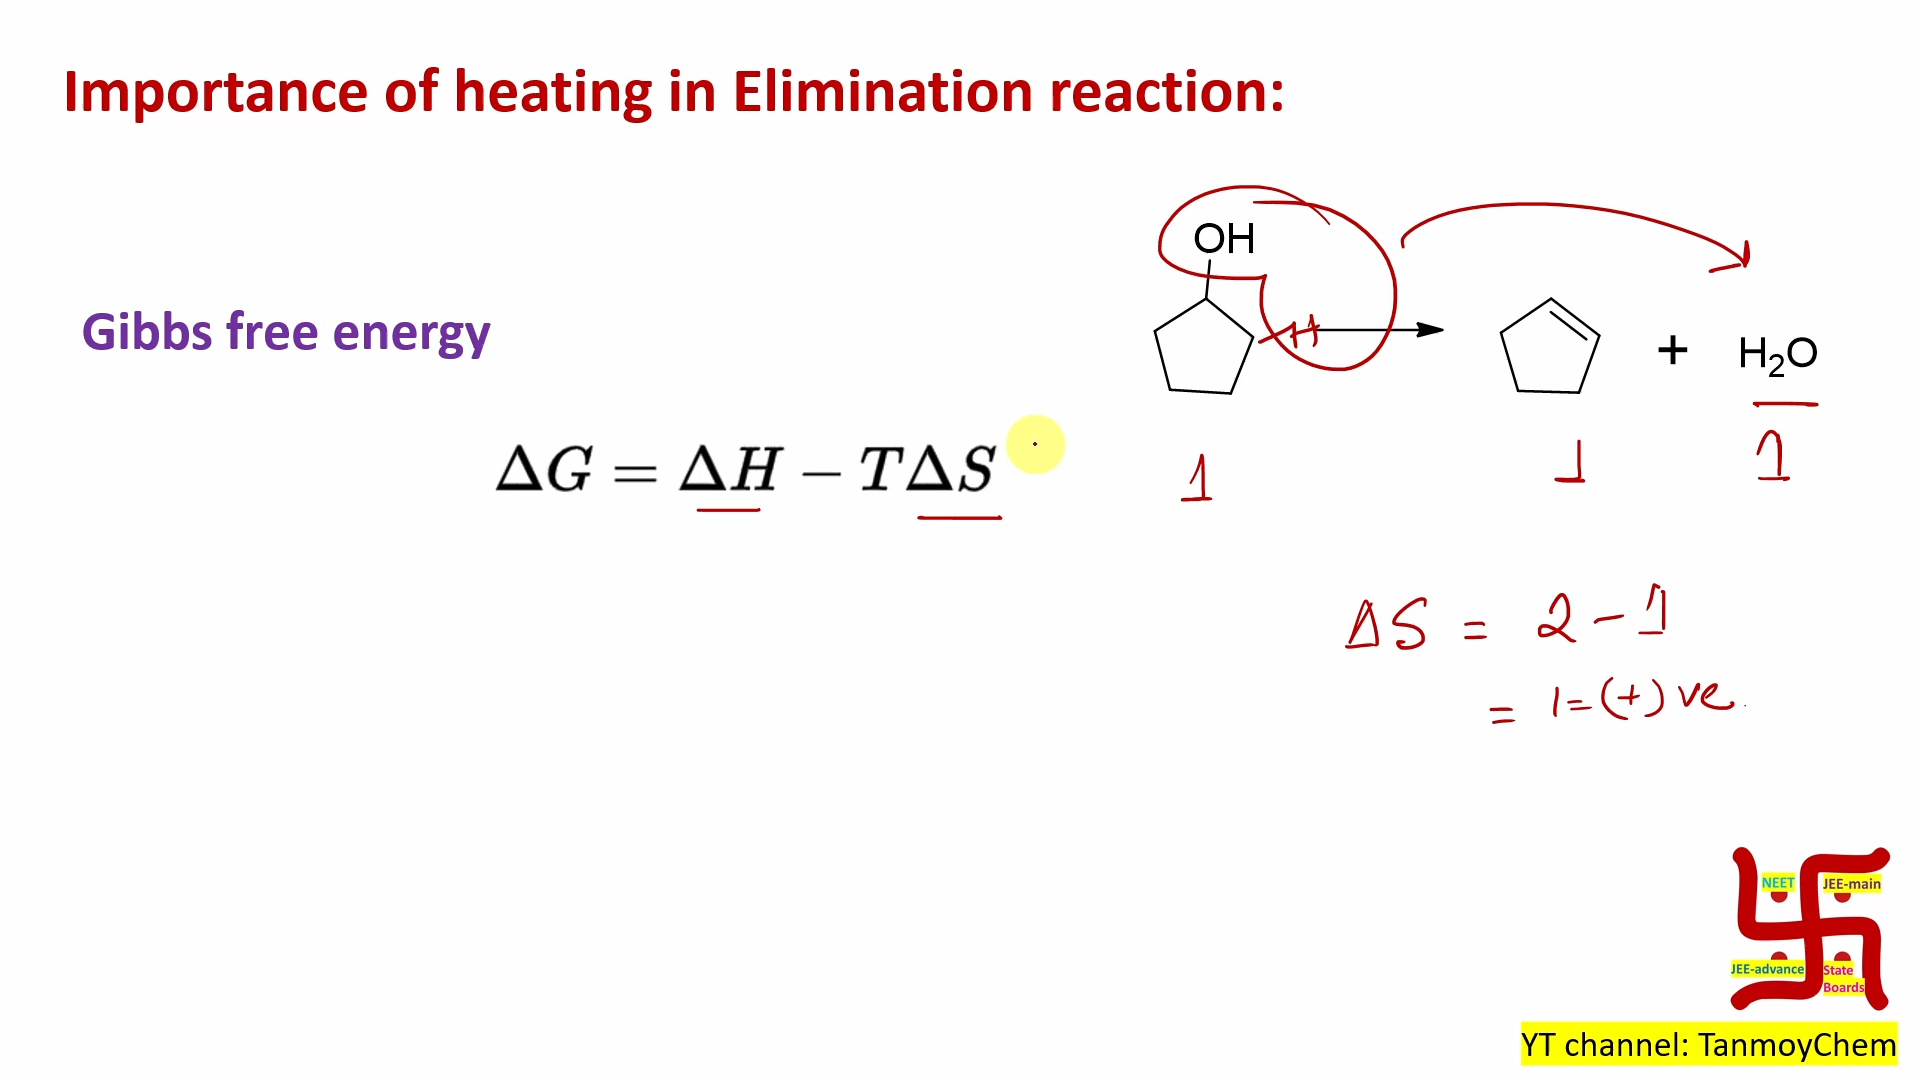 Importance of heating in Elimination reaction:
OH
H
+
H₂O
Gibbs free energy
ΔG = ΔH − TΔS
1
1
1
ΔS = 2 - 1
= 1 = (+) ve.
NEET
JEE-main
JEE-advance
State
Boards
YT channel: TanmoyChem